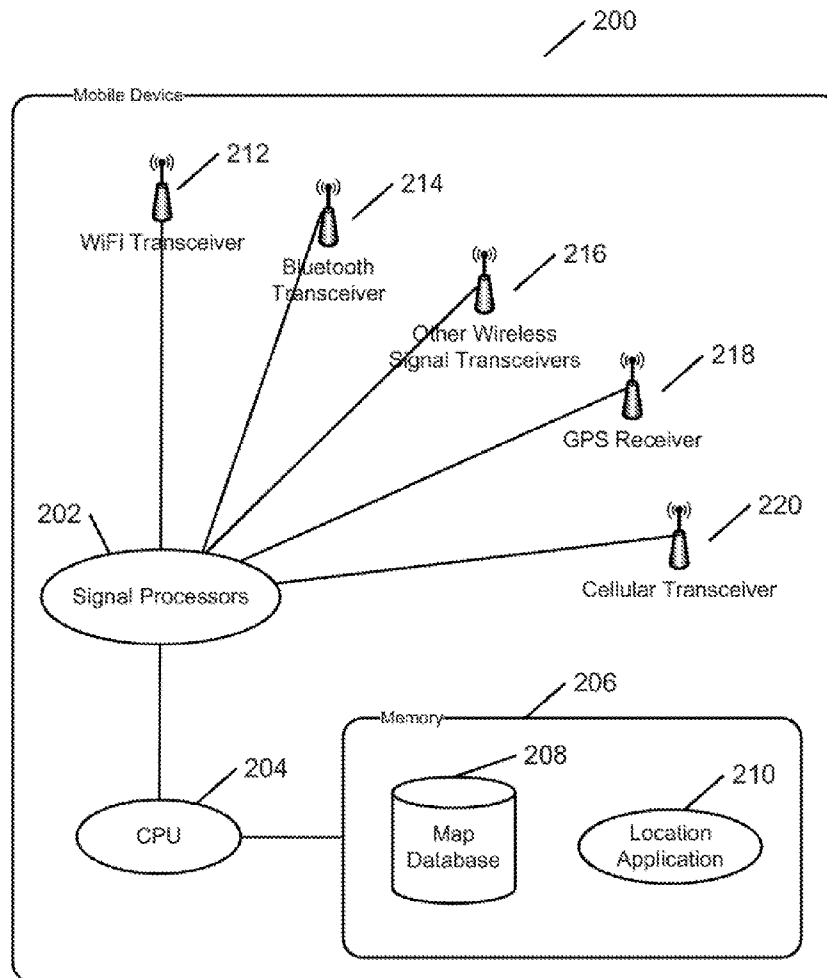 200
Mobile Device
212
WiFi Transceiver
214
Bluetooth
Transceiver
216
Other Wireless
Signal Transceivers
218
GPS Receiver
220
Cellular Transceiver
202
Signal Processors
206
Memory
204
CPU
208
Map
Database
210
Location
Application